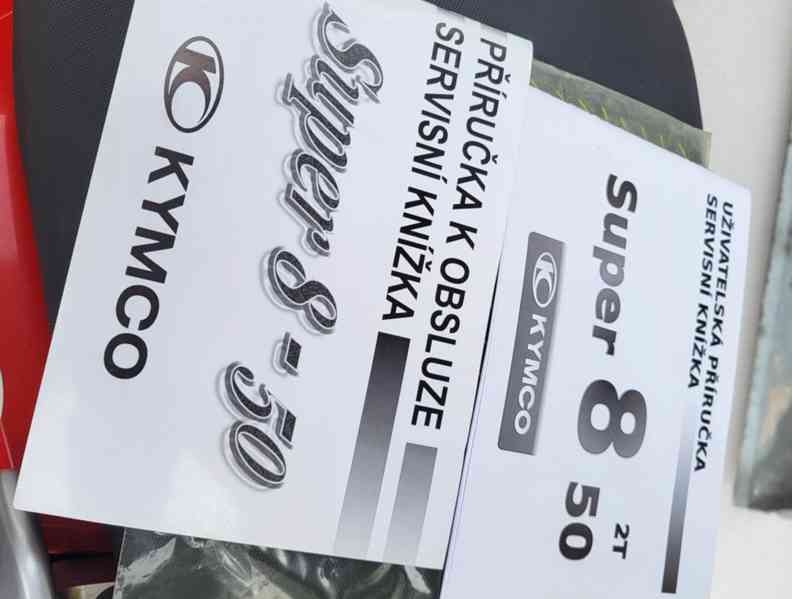 PŘÍRUČKA K OBSLUZE
SERVISNÍ KNÍŽKA
Super 8 - 50
KYMCO
UŽIVATELSKÁ PŘÍRUČKA
SERVISNÍ KNÍŽKA
Super 8 50
2T
KYMCO